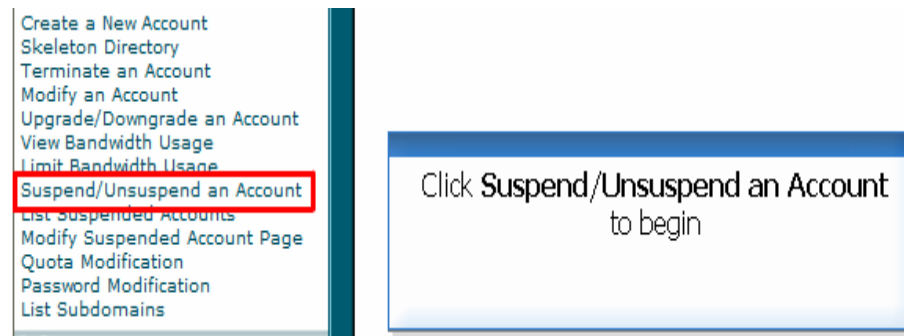 Create a New Account
Skeleton Directory
Terminate an Account
Modify an Account
Upgrade/Downgrade an Account
View Bandwidth Usage
Limit Bandwidth Usage
Suspend/Unsuspend an Account
List Suspended Accounts
Modify Suspended Account Page
Quota Modification
Password Modification
List Subdomains
Click Suspend/Unsuspend an Account
to begin